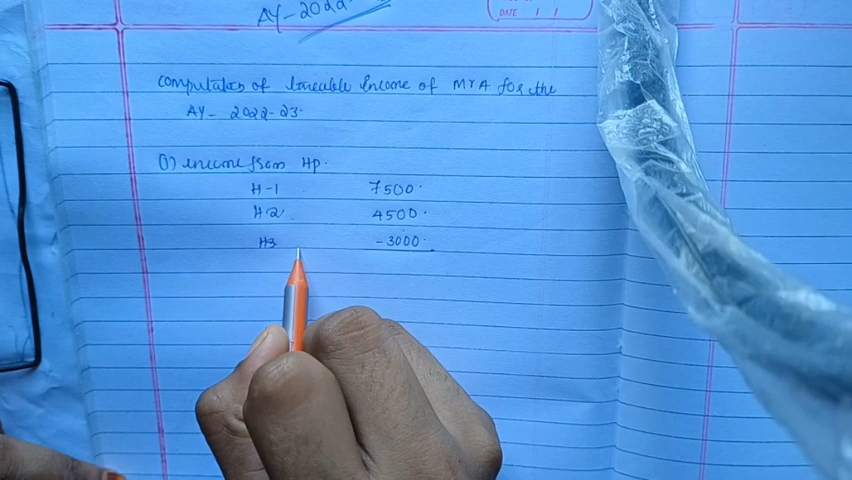 AY-2022-
DATE / /
Computation of taxable Income of Mr A for the
AY- 2022-23.
(1) income from HP.
H-1 7500.
H2 4500.
H3 -3000.